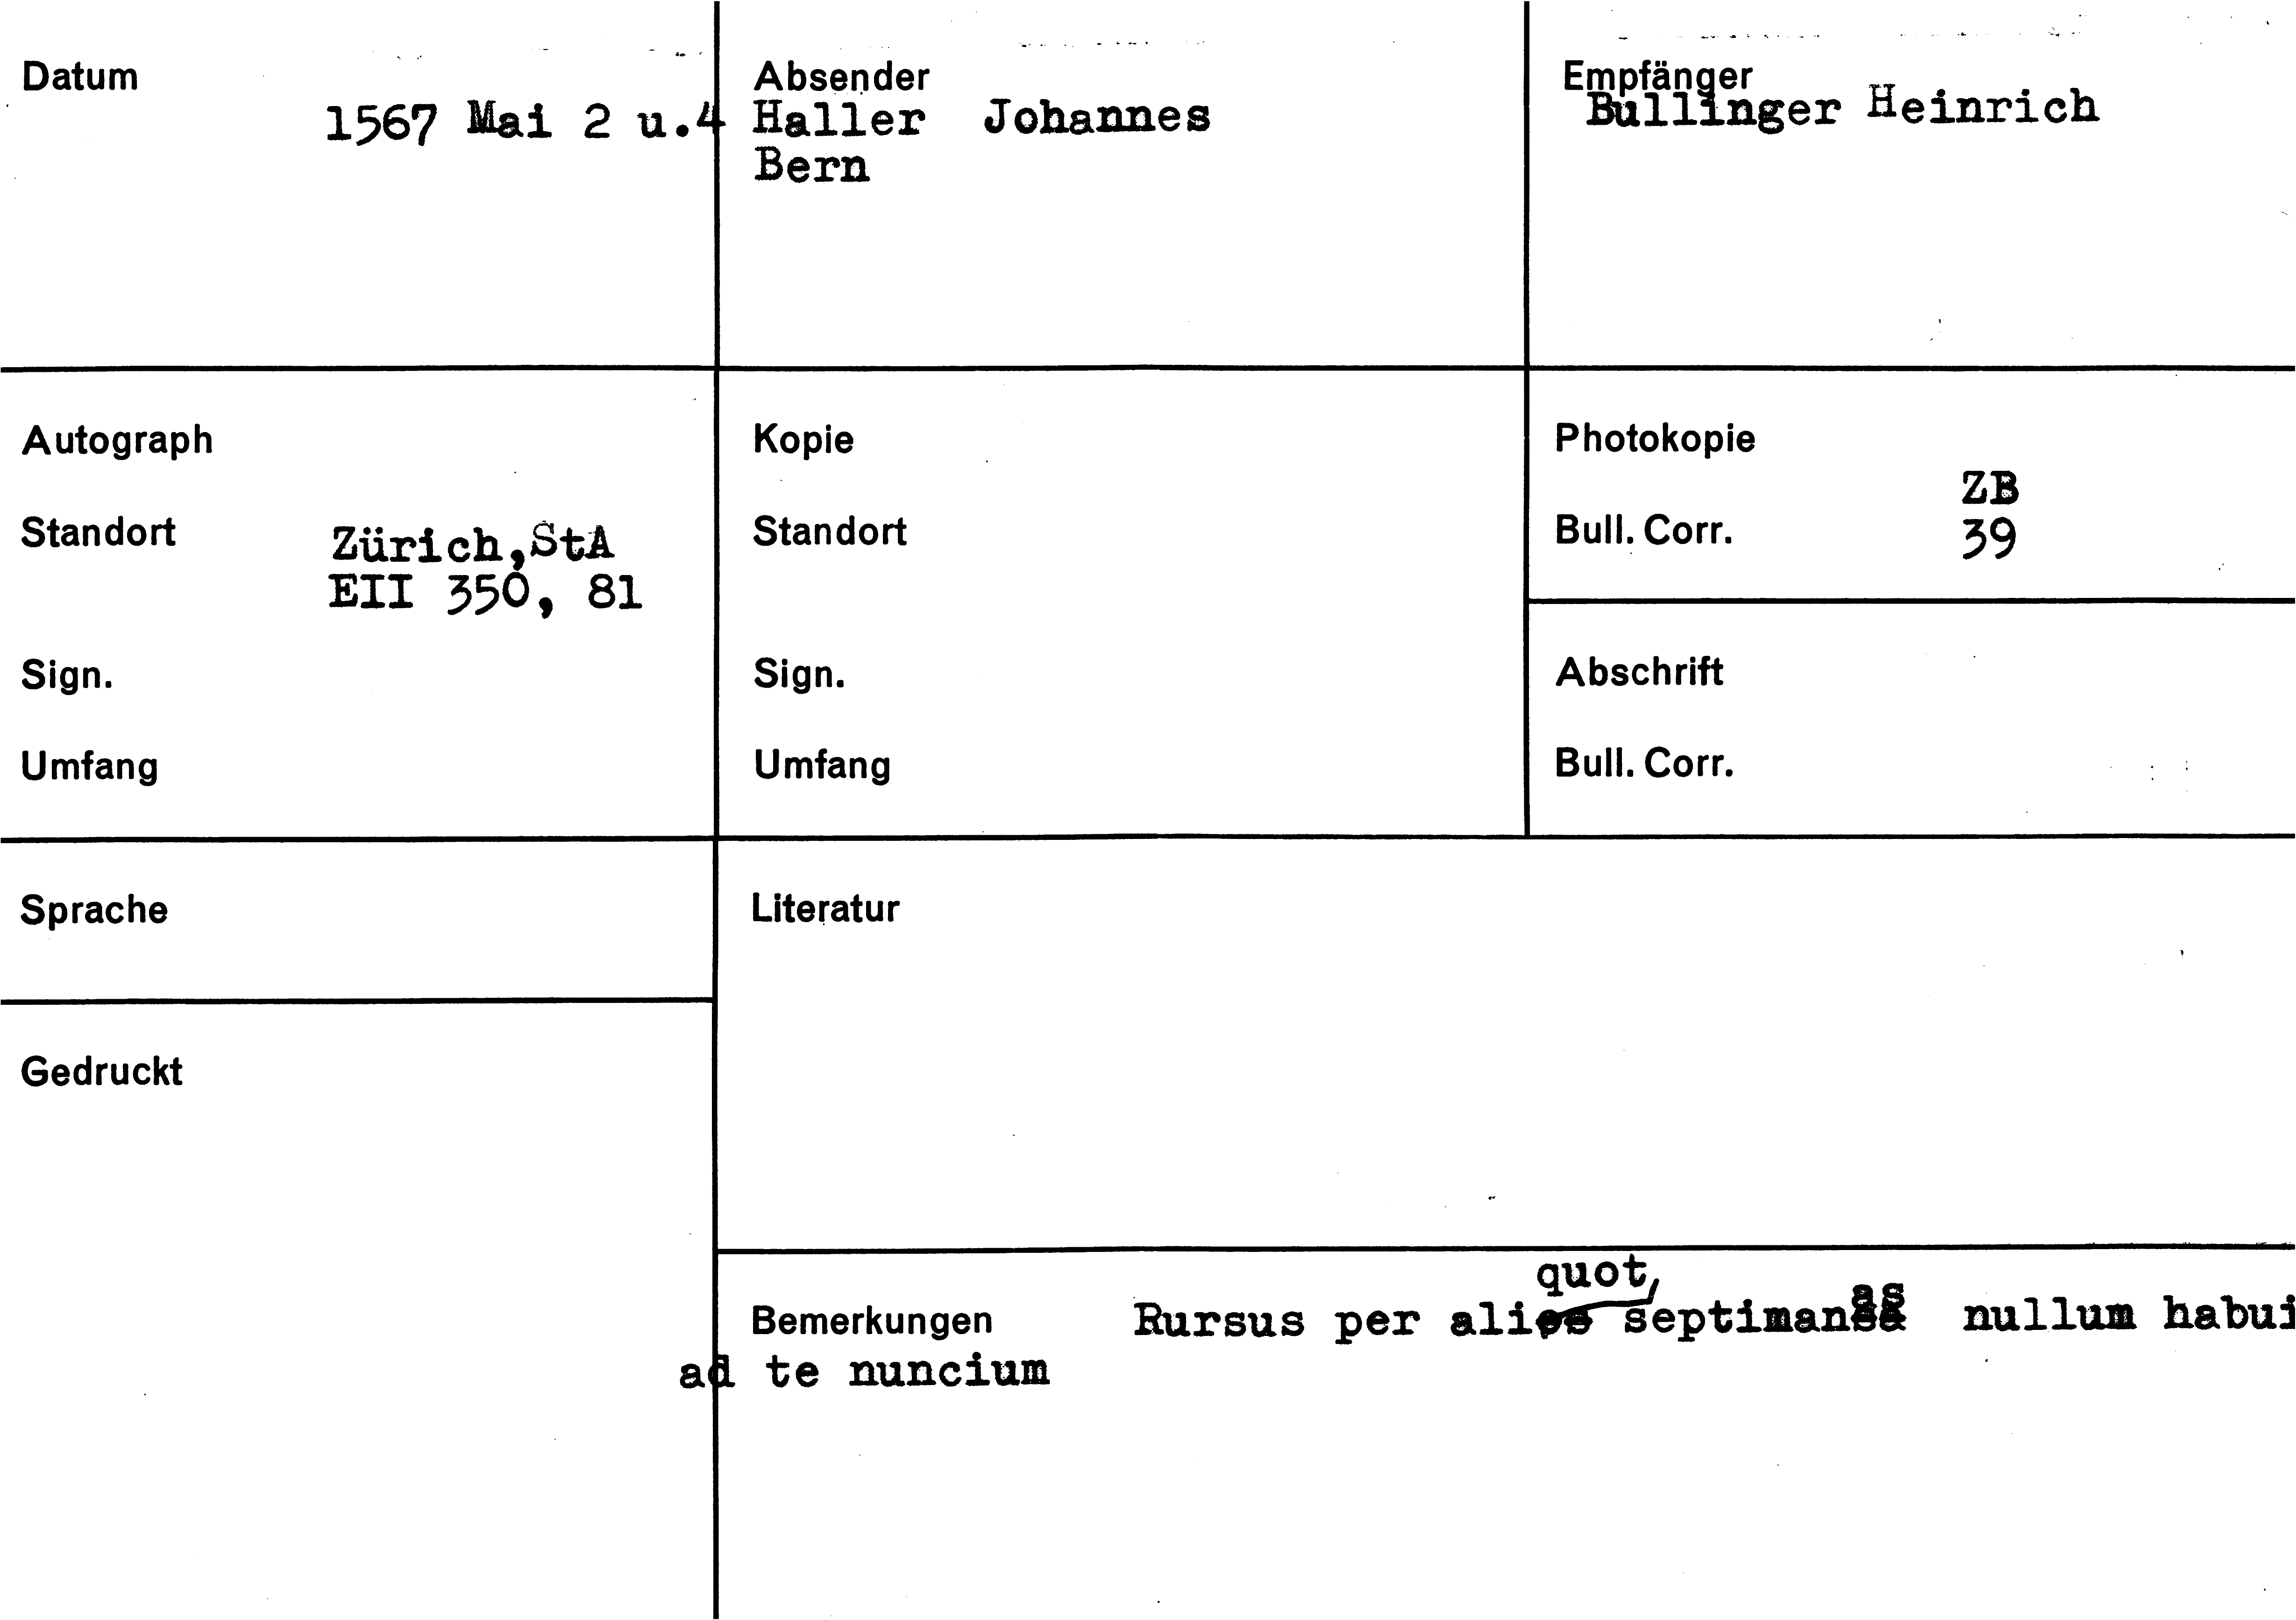 Datum
1567 Mai 2 u.4
Absender
Haller Johannes
Bern
Empfänger
Bullinger Heinrich
Autograph
Standort
Zürich,StA
EII 350, 81
Sign.
Umfang
Kopie
Standort
Sign.
Umfang
Photokopie
ZB
Bull. Corr. 39
Abschrift
Bull. Corr.
Sprache
Literatur
Gedruckt
Bemerkungen
Rursus per aliquot septimanas nullum habui
ad te nuncium